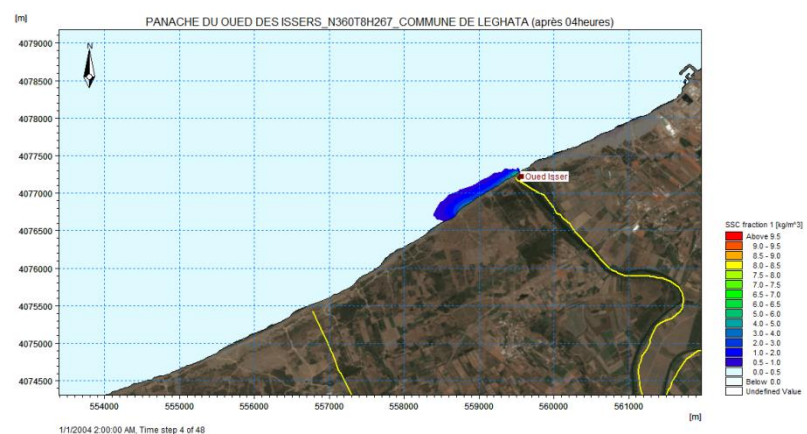 PANACHE DU OUED DES ISSERS_N360T8H267_COMMUNE DE LEGHATA (après 04heures)
[m]
4079000
4078500
4078000
4077500
4077000
4076500
4076000
4075500
4075000
4074500
N
Oued Isser
554000 555000 556000 557000 558000 559000 560000 561000
[m]
1/1/2004 2:00:00 AM, Time step 4 of 48
SSC fraction 1 [kg/m^3]
Above 9.5
9.0 - 9.5
8.5 - 9.0
8.0 - 8.5
7.5 - 8.0
7.0 - 7.5
6.5 - 7.0
6.0 - 6.5
5.0 - 6.0
4.0 - 5.0
3.0 - 4.0
2.0 - 3.0
1.0 - 2.0
0.5 - 1.0
0.0 - 0.5
Below 0.0
Undefined Value